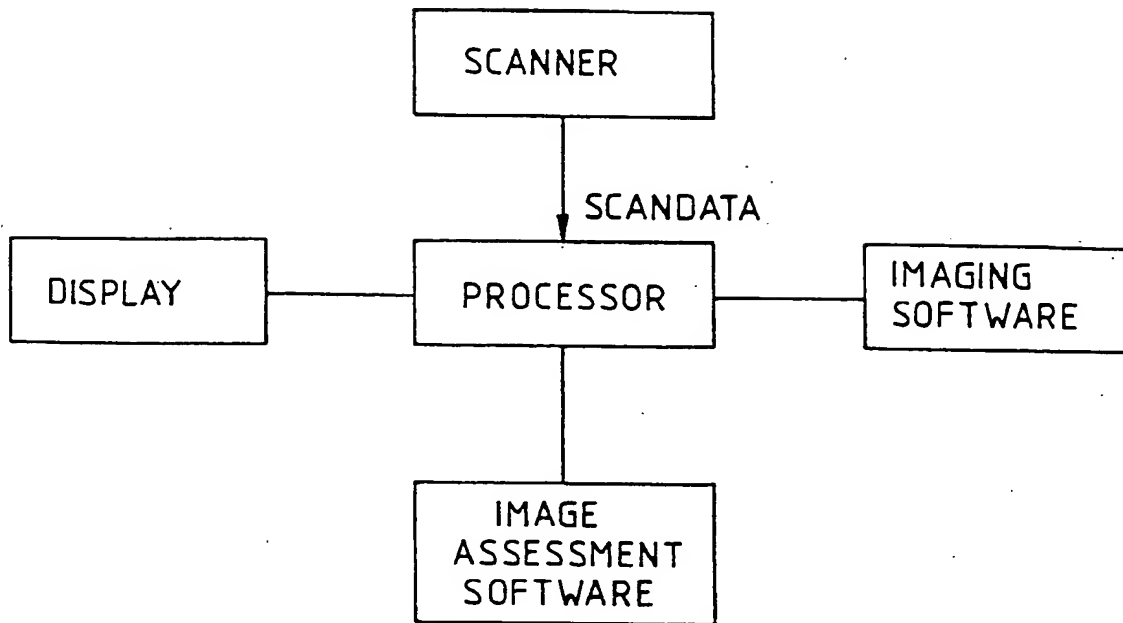 SCANNER
SCANDATA
DISPLAY
PROCESSOR
IMAGING
SOFTWARE
IMAGE
ASSESSMENT
SOFTWARE